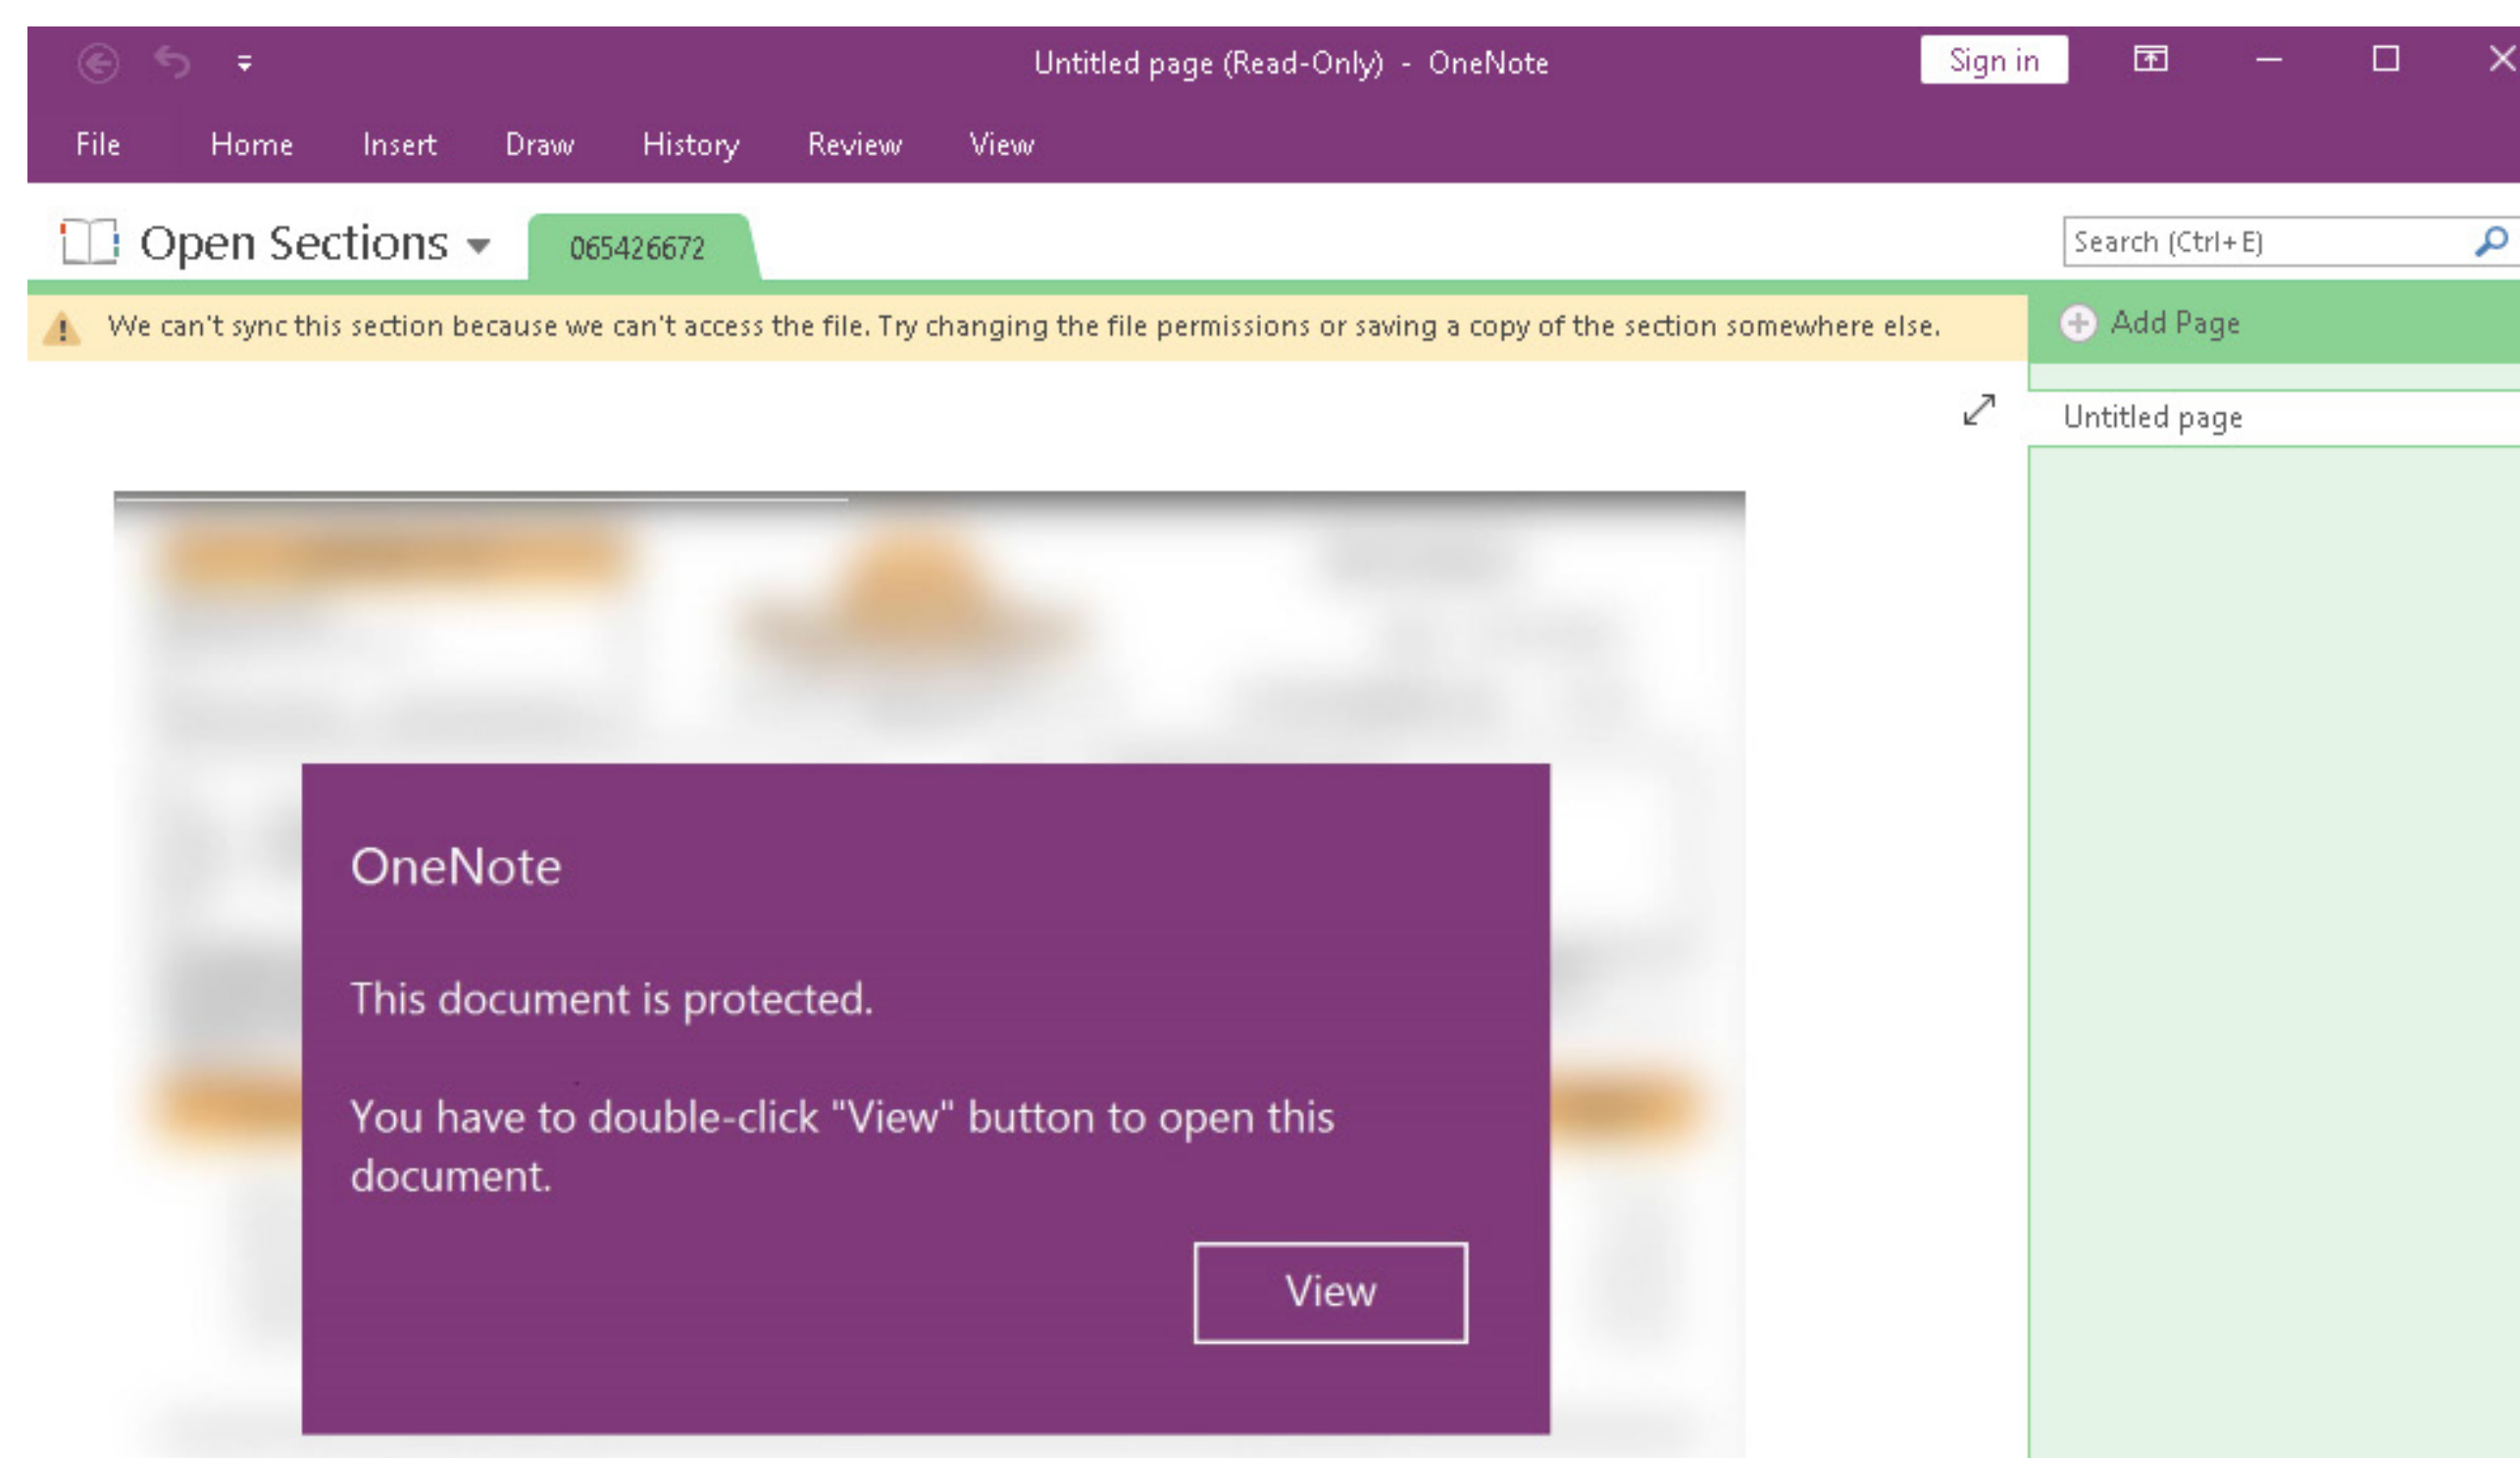 Untitled page (Read-Only) - OneNote
Sign in
File Home Insert Draw History Review View
Open Sections 065426672 Search (Ctrl+E)
We can't sync this section because we can't access the file. Try changing the file permissions or saving a copy of the section somewhere else.
Add Page
Untitled page
OneNote
This document is protected.
You have to double-click "View" button to open this
document.
View